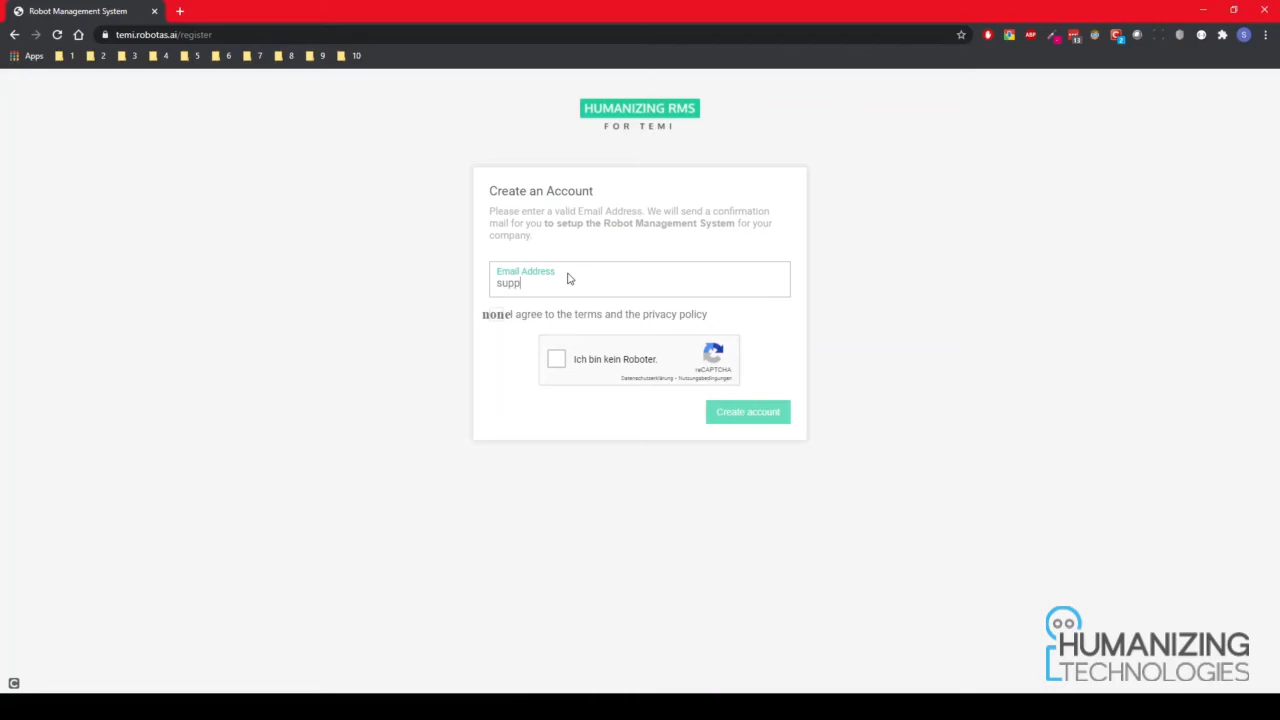 Robot Management System
temi.robotas.ai/register
ABP
13
2
S
Apps
1
2
3
4
5
6
7
8
9
10
HUMANIZING RMS
FOR TEMI
Create an Account
Please enter a valid Email Address. We will send a confirmation
mail for you to setup the Robot Management System for your
company.
Email Address
supp
none I agree to the terms and the privacy policy
Ich bin kein Roboter.
reCAPTCHA
Datenschutzerklärung - Nutzungsbedingungen
Create account
HUMANIZING
TECHNOLOGIES